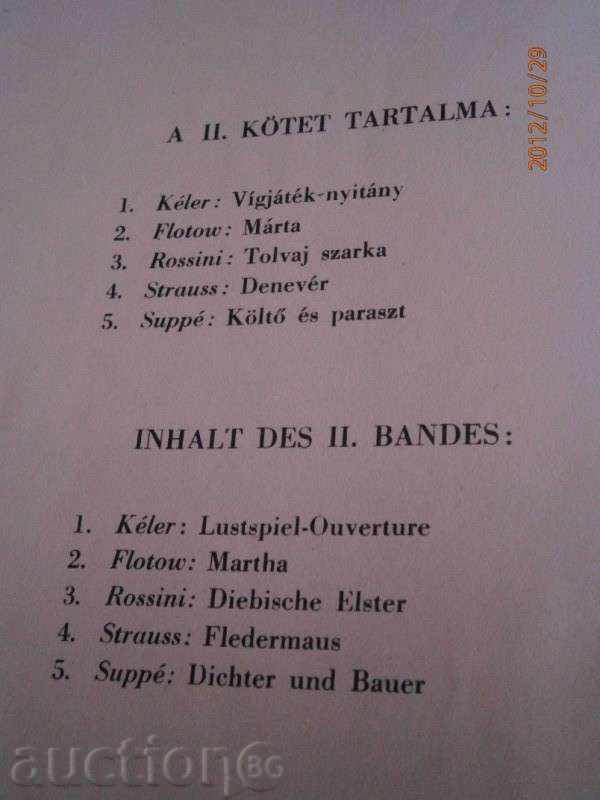 A II. KÖTET TARTALMA:
1. Kéler: Vígjáték-nyitány
2. Flotow: Márta
3. Rossini: Tolvaj szarka
4. Strauss: Denevér
5. Suppé: Költő és paraszt
INHALT DES II. BANDES:
1. Kéler: Lustspiel-Ouverture
2. Flotow: Martha
3. Rossini: Diebische Elster
4. Strauss: Fledermaus
5. Suppé: Dichter und Bauer
2012/10/29
auction BG